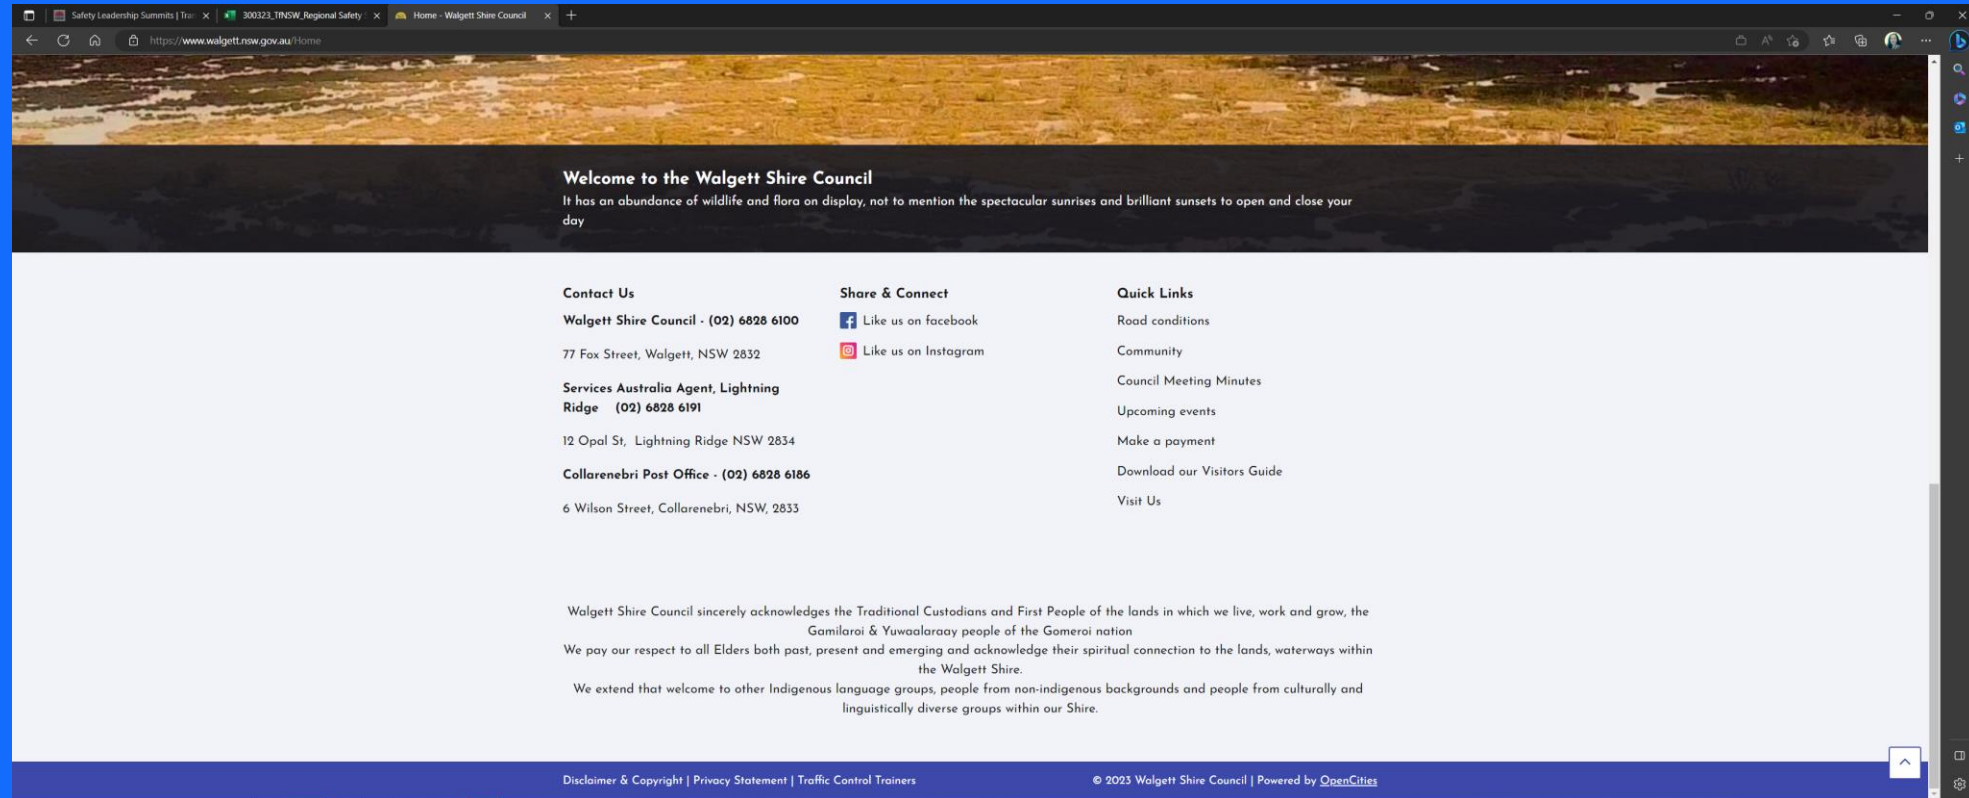 Safety Leadership Summits | Tran
300323_TfNSW_Regional Safety
Home - Walgett Shire Council
https://www.walgett.nsw.gov.au/Home
Welcome to the Walgett Shire Council
It has an abundance of wildlife and flora on display, not to mention the spectacular sunrises and brilliant sunsets to open and close your
day
Contact Us
Walgett Shire Council - (02) 6828 6100
77 Fox Street, Walgett, NSW 2832
Services Australia Agent, Lightning
Ridge (02) 6828 6191
12 Opal St, Lightning Ridge NSW 2834
Collarenebri Post Office - (02) 6828 6186
6 Wilson Street, Collarenebri, NSW, 2833
Share & Connect
Like us on facebook
Like us on Instagram
Quick Links
Road conditions
Community
Council Meeting Minutes
Upcoming events
Make a payment
Download our Visitors Guide
Visit Us
Walgett Shire Council sincerely acknowledges the Traditional Custodians and First People of the lands in which we live, work and grow, the
Gamilaroi & Yuwaalaraay people of the Gomeroi nation
We pay our respect to all Elders both past, present and emerging and acknowledge their spiritual connection to the lands, waterways within
the Walgett Shire.
We extend that welcome to other Indigenous language groups, people from non-indigenous backgrounds and people from culturally and
linguistically diverse groups within our Shire.
Disclaimer & Copyright | Privacy Statement | Traffic Control Trainers
© 2023 Walgett Shire Council | Powered by OpenCities